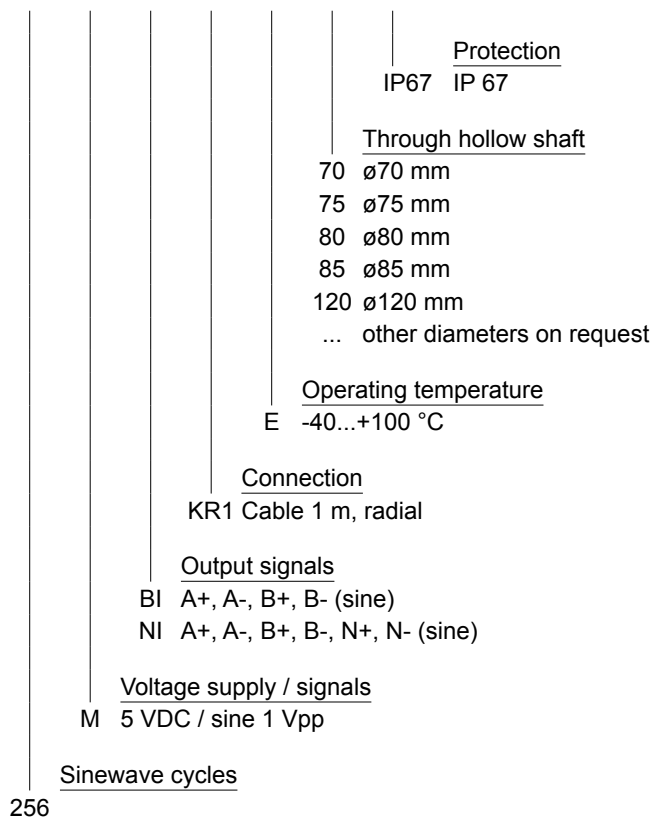 Protection
IP67 IP 67
Through hollow shaft
70 ø70 mm
75 ø75 mm
80 ø80 mm
85 ø85 mm
120 ø120 mm
... other diameters on request
Operating temperature
E -40...+100 °C
Connection
KR1 Cable 1 m, radial
Output signals
BI A+, A-, B+, B- (sine)
NI A+, A-, B+, B-, N+, N- (sine)
Voltage supply / signals
M 5 VDC / sine 1 Vpp
Sinewave cycles
256